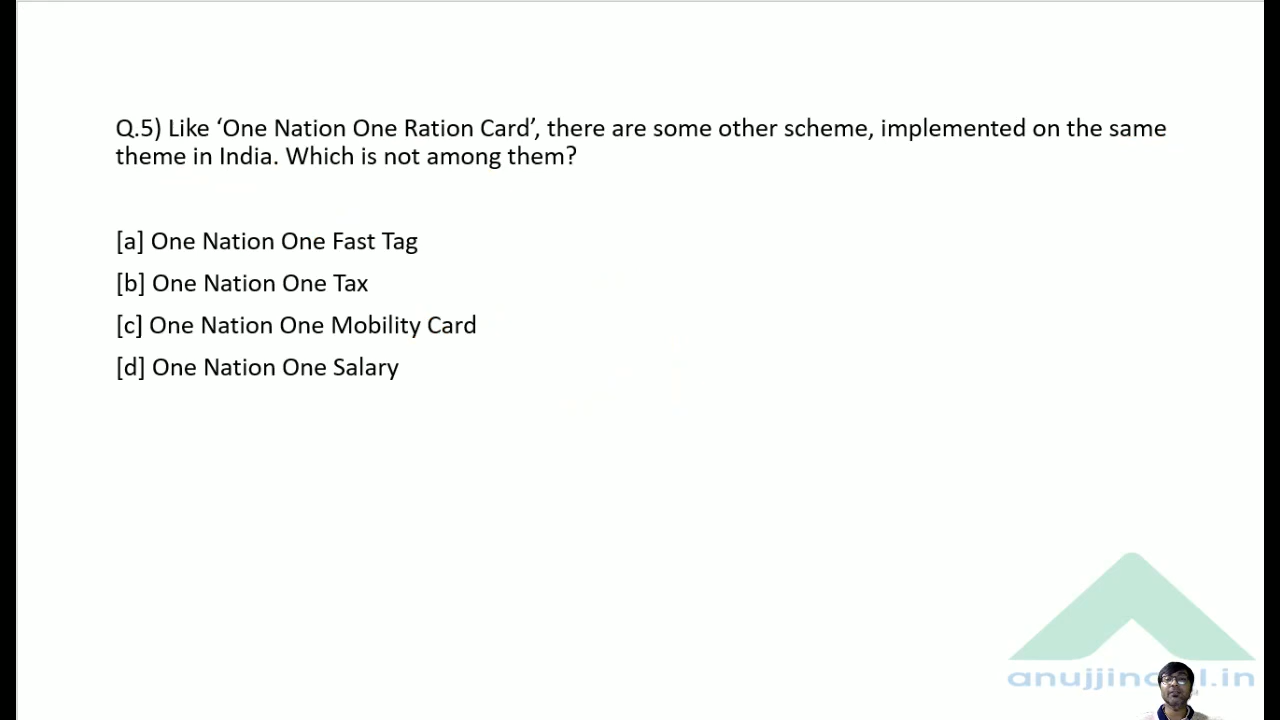 Q.5) Like ‘One Nation One Ration Card’, there are some other scheme, implemented on the same
theme in India. Which is not among them?
[a] One Nation One Fast Tag
[b] One Nation One Tax
[c] One Nation One Mobility Card
[d] One Nation One Salary